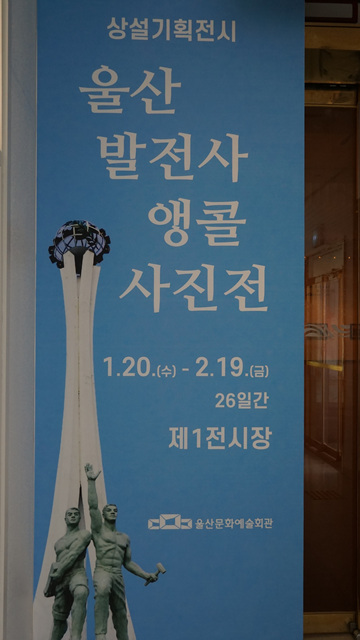 상설기획전시
울산
발전사
앵콜
사진전
1.20.(수) - 2.19.(금)
26일간
제1전시장
울산문화예술회관